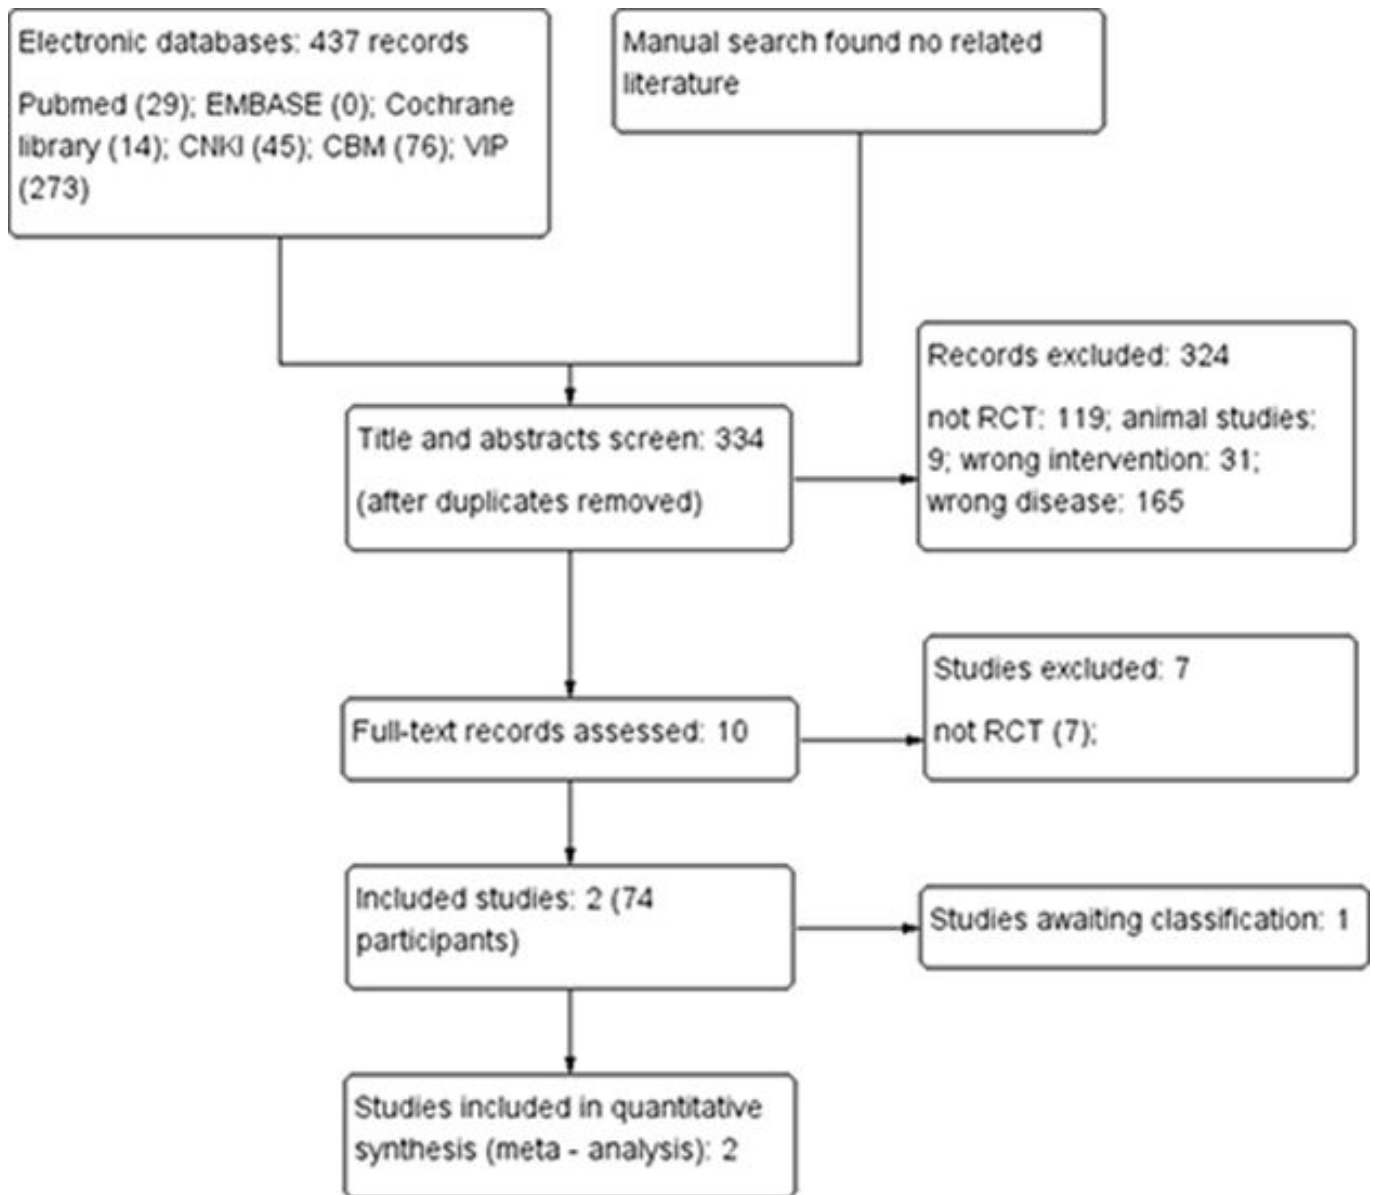 Electronic databases: 437 records
Pubmed (29); EMBASE (0); Cochrane
library (14); CNKI (45); CBM (76); VIP
(273)
Manual search found no related
literature
Records excluded: 324
not RCT: 119; animal studies:
9; wrong intervention: 31;
wrong disease: 165
Title and abstracts screen: 334
(after duplicates removed)
Studies excluded: 7
not RCT (7);
Full-text records assessed: 10
Included studies: 2 (74
participants)
Studies awaiting classification: 1
Studies included in quantitative
synthesis (meta - analysis): 2